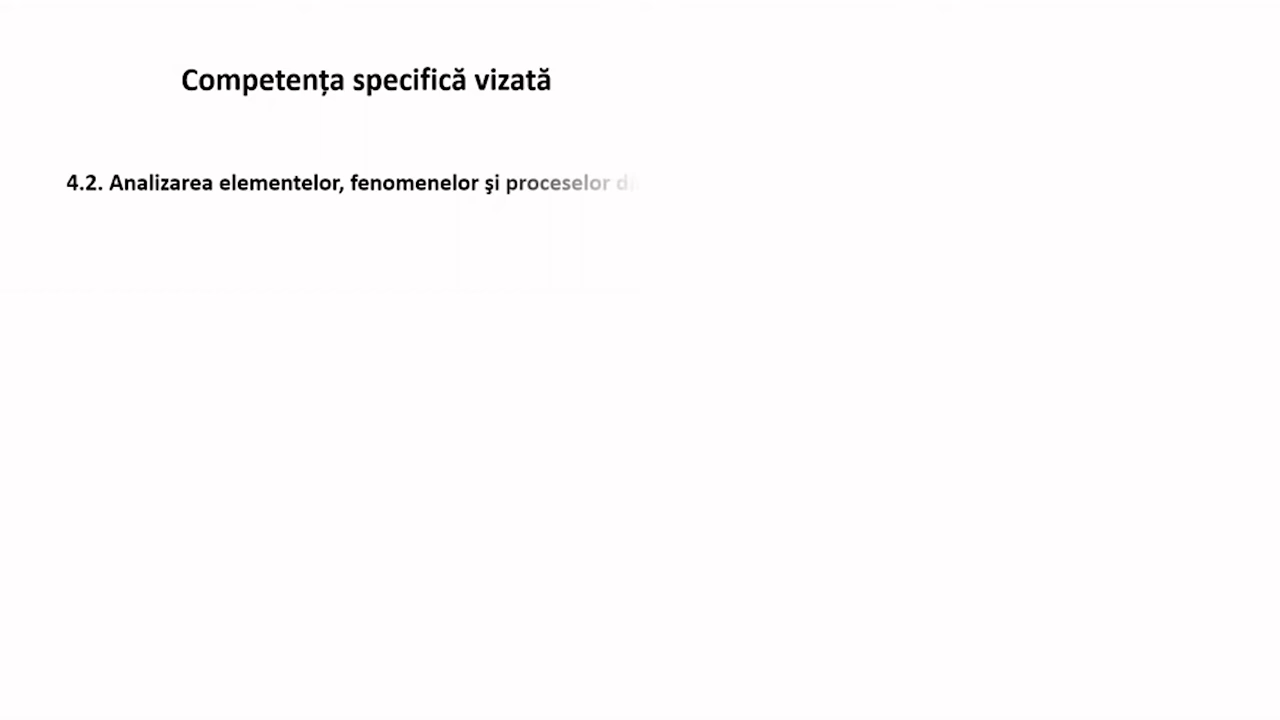 Competența specifică vizată
4.2. Analizarea elementelor, fenomenelor şi proceselor